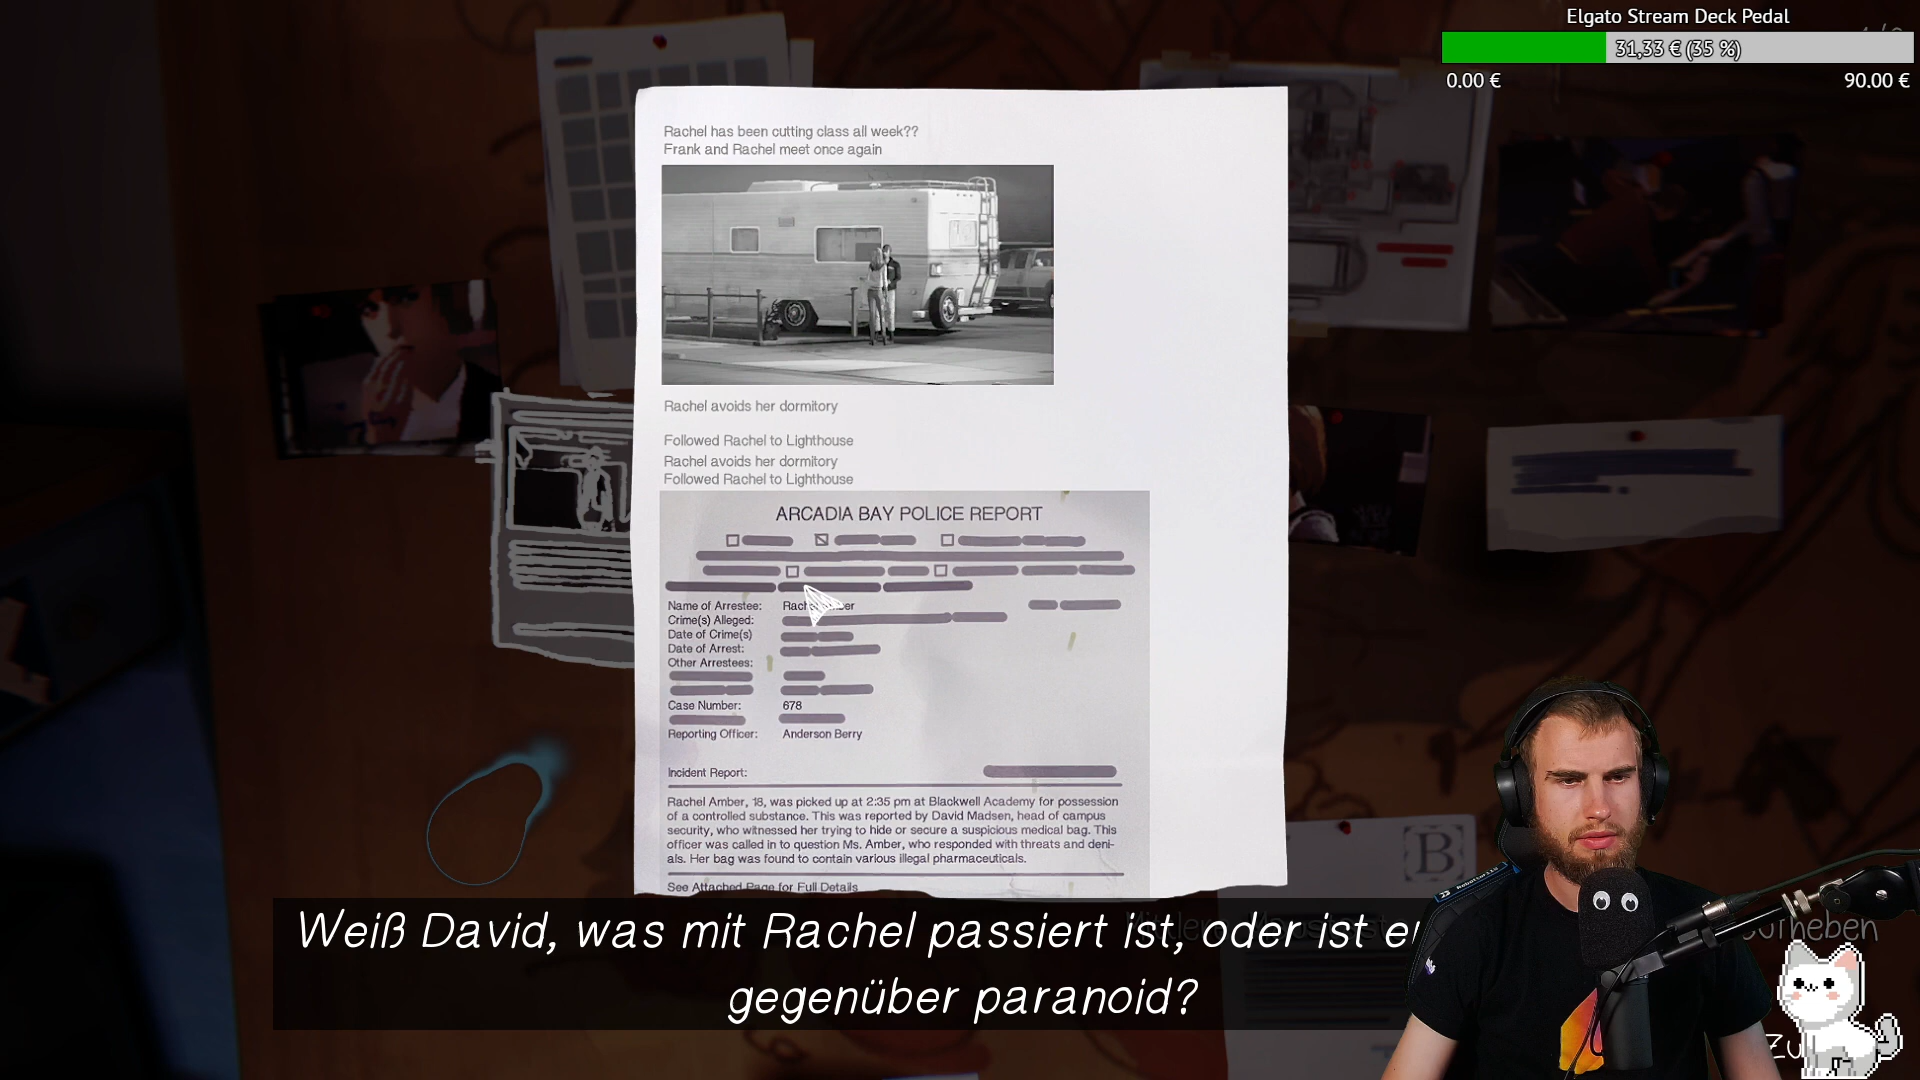 Elgato Stream Deck Pedal
31,33 € (35 %)
0.00 €
90.00 €
Rachel has been cutting class all week??
Frank and Rachel meet once again
Rachel avoids her dormitory
Followed Rachel to Lighthouse
Rachel avoids her dormitory
Followed Rachel to Lighthouse
ARCADIA BAY POLICE REPORT
Name of Arrestee:
Crime(s) Alleged:
Date of Crime(s)
Date of Arrest:
Other Arrestees:
Case Number: 678
Reporting Officer: Anderson Berry
Incident Report:
Rachel Amber, 18, was picked up at 2:35 pm at Blackwell Academy for possession
of a controlled substance. This was reported by David Madsen, head of campus
security, who witnessed her trying to hide or secure a suspicious medical bag. This
officer was called in to question Ms. Amber, who responded with threats and deni-
als. Her bag was found to contain various illegal pharmaceuticals.
See Attached Page for Full Details
B
Weiß David, was mit Rachel passiert ist, oder ist
gegenüber paranoid?